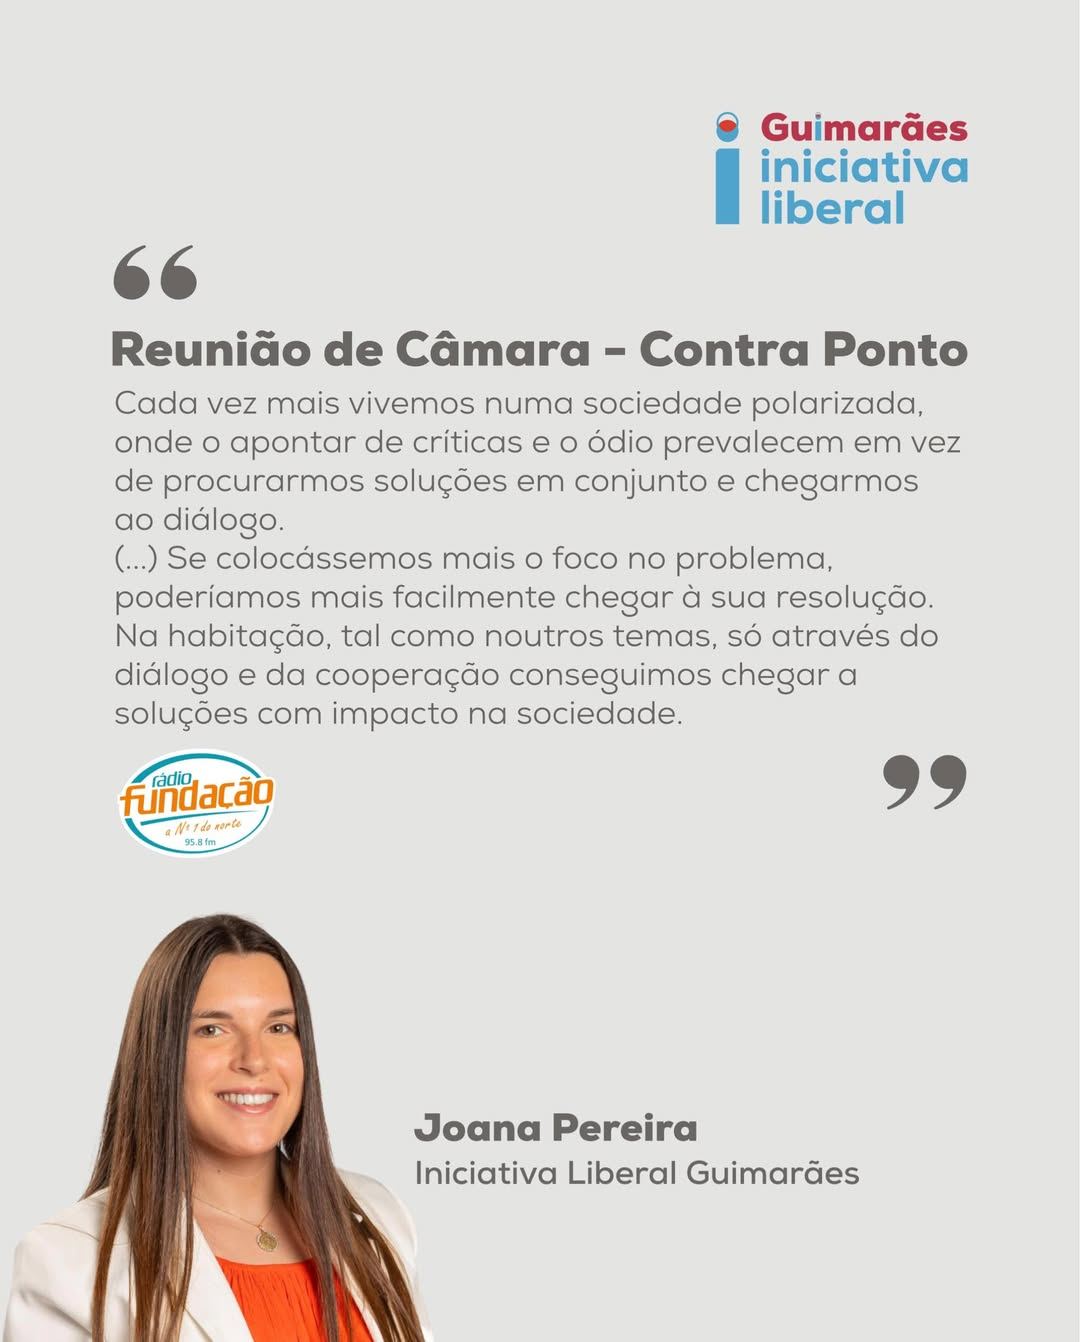 Guimarães
iniciativa
liberal
“
Reunião de Câmara - Contra Ponto
Cada vez mais vivemos numa sociedade polarizada,
onde o apontar de críticas e o ódio prevalecem em vez
de procurarmos soluções em conjunto e chegarmos
ao diálogo.
(...) Se colocássemos mais o foco no problema,
poderíamos mais facilmente chegar à sua resolução.
Na habitação, tal como noutros temas, só através do
diálogo e da cooperação conseguimos chegar a
soluções com impacto na sociedade.
”
rádio
fundação
a Nº 1 do norte
95.8 fm
Joana Pereira
Iniciativa Liberal Guimarães